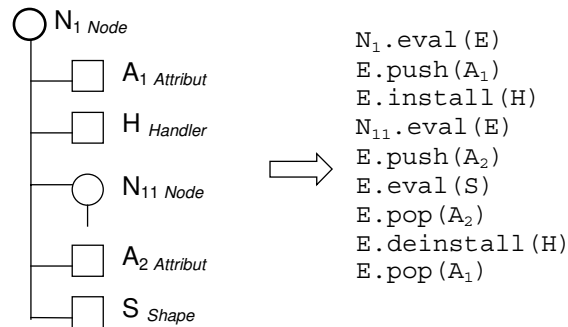 N₁ Node
A₁ Attribut
H Handler
N₁₁ Node
A₂ Attribut
S Shape
N₁.eval(E)
E.push(A₁)
E.install(H)
N₁₁.eval(E)
E.push(A₂)
E.eval(S)
E.pop(A₂)
E.deinstall(H)
E.pop(A₁)